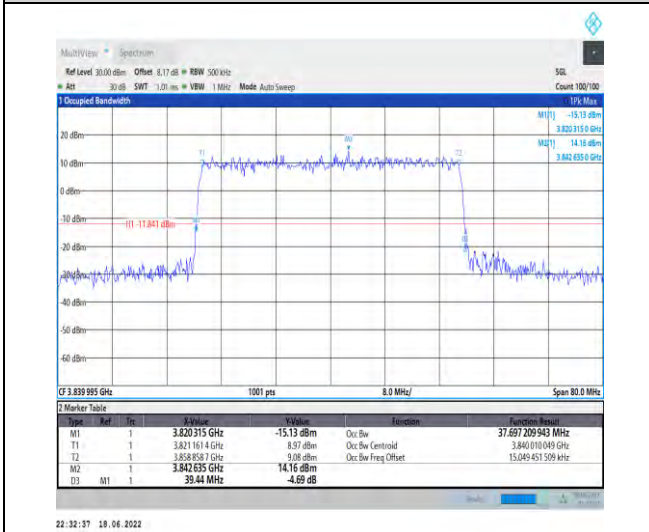 MultiView Spectrum
Ref Level 30.00 dBm Offset 8.17 dB RBW 500 kHz SGL
Att 30 dB SWT 1.01 ms VBW 1 MHz Mode Auto Sweep Count 100/100
1 Occupied Bandwidth 1Pk Max
M1[1] -15.13 dBm
3.820 315 0 GHz
M2[1] 14.16 dBm
3.842 635 0 GHz
20 dBm
M2
T1 T2
10 dBm
0 dBm
-10 dBm
M1
H1 -11.841 dBm
-20 dBm
-30 dBm
-40 dBm
-50 dBm
-60 dBm
CF 3.839 995 GHz 1001 pts 8.0 MHz/ Span 80.0 MHz
2 Marker Table
Type Ref Trc X-Value Y-Value Function Function Result
M1 1 3.820 315 GHz -15.13 dBm Occ Bw 37.697 209 943 MHz
T1 1 3.821 161 4 GHz 8.97 dBm Occ Bw Centroid 3.840 010 049 GHz
T2 1 3.858 858 7 GHz 9.08 dBm Occ Bw Freq Offset 15.049 451 509 kHz
M2 1 3.842 635 GHz 14.16 dBm
D3 M1 1 39.44 MHz -4.69 dB
22:32:37 18.06.2022